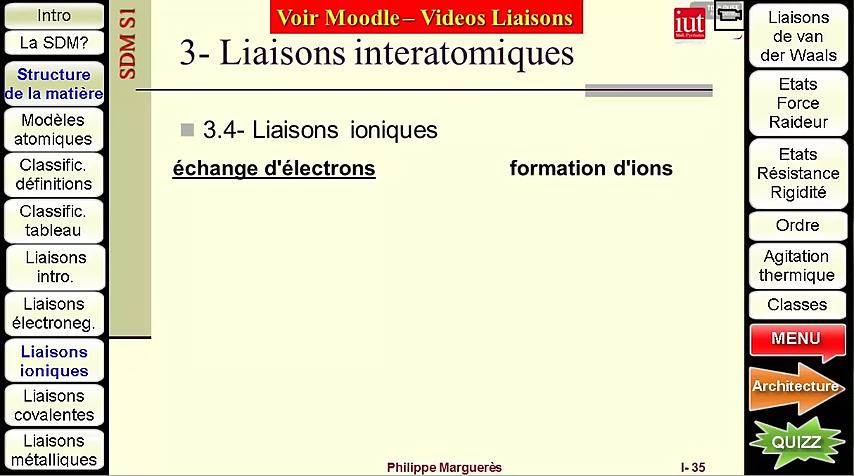 Intro
La SDM?
Structure
de la matière
Modèles
atomiques
Classific.
définitions
Classific.
tableau
Liaisons
intro.
Liaisons
électroneg.
Liaisons
ioniques
Liaisons
covalentes
Liaisons
métalliques
SDM S1
Voir Moodle – Videos Liaisons
3- Liaisons interatomiques
iut
3.4- Liaisons ioniques
échange d'électrons
formation d'ions
Philippe Marguerès
I- 35
Liaisons
de van
der Waals
Etats
Force
Raideur
Etats
Résistance
Rigidité
Ordre
Agitation
thermique
Classes
MENU
Architecture
QUIZZ